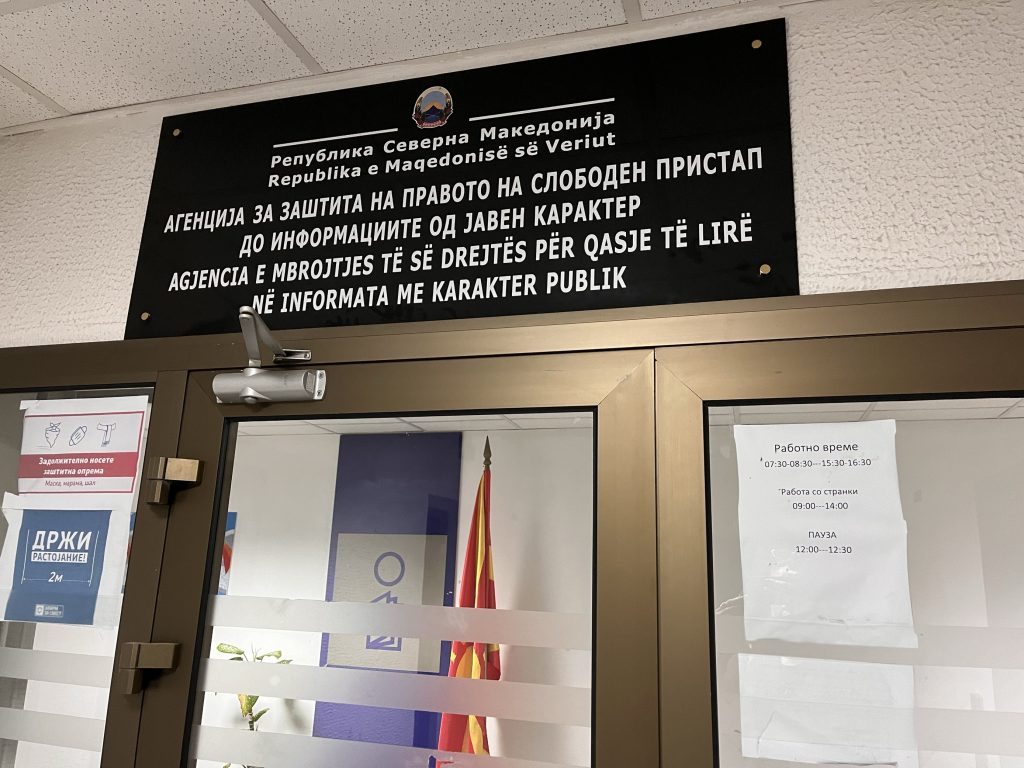 Република Северна Македонија
Republika e Maqedonisë së Veriut
АГЕНЦИЈА ЗА ЗАШТИТА НА ПРАВОТО НА СЛОБОДЕН ПРИСТАП
ДО ИНФОРМАЦИИТЕ ОД ЈАВЕН КАРАКТЕР
AGJENCIA E MBROJTJES TË SË DREJTËS PËR QASJE TË LIRË
NË INFORMATA ME KARAKTER PUBLIK
Задолжително носете
заштитна опрема
Маски, марама, шал
ДРЖИ
РАСТОЈАНИЕ!
2м
Работно време
07:30-08:30---15:30-16:30
Работа со странки
09:00---14:00
ПАУЗА
12:00---12:30